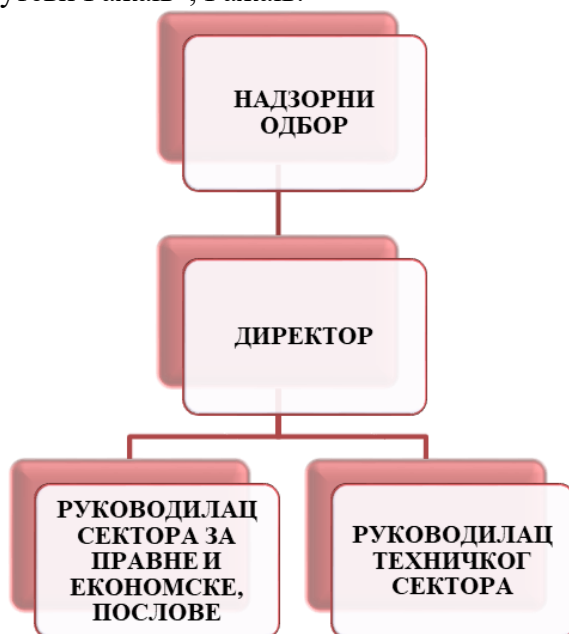 НАДЗОРНИ
ОДБОР
ДИРЕКТОР
РУКОВОДИЛАЦ
СЕКТОРА ЗА
ПРАВНЕ И
ЕКОНОМСКЕ,
ПОСЛОВЕ
РУКОВОДИЛАЦ
ТЕХНИЧКОГ
СЕКТОРА